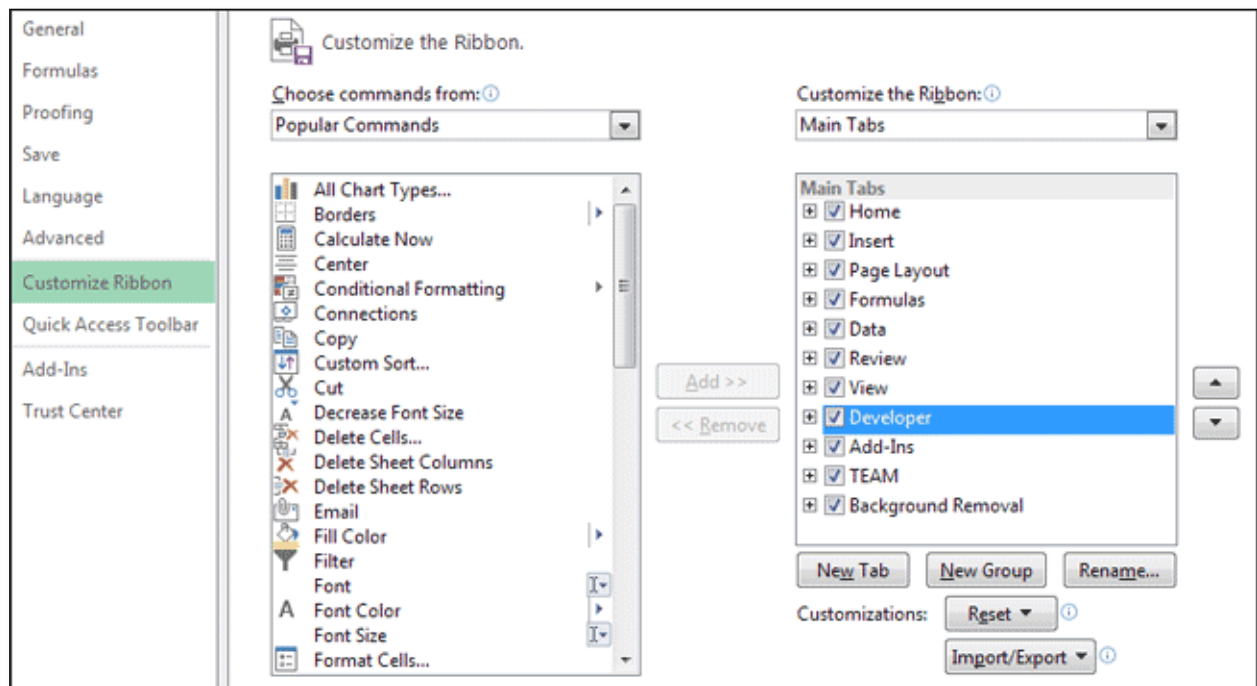 General
Formulas
Proofing
Save
Language
Advanced
Customize Ribbon
Quick Access Toolbar
Add-Ins
Trust Center
Customize the Ribbon.
Choose commands from:
Popular Commands
All Chart Types...
Borders
Calculate Now
Center
Conditional Formatting
Connections
Copy
Custom Sort...
Cut
Decrease Font Size
Delete Cells...
Delete Sheet Columns
Delete Sheet Rows
Email
Fill Color
Filter
Font
Font Color
Font Size
Format Cells...
Add >>
<< Remove
Customize the Ribbon:
Main Tabs
Main Tabs
Home
Insert
Page Layout
Formulas
Data
Review
View
Developer
Add-Ins
TEAM
Background Removal
New Tab New Group Rename...
Customizations: Reset
Import/Export